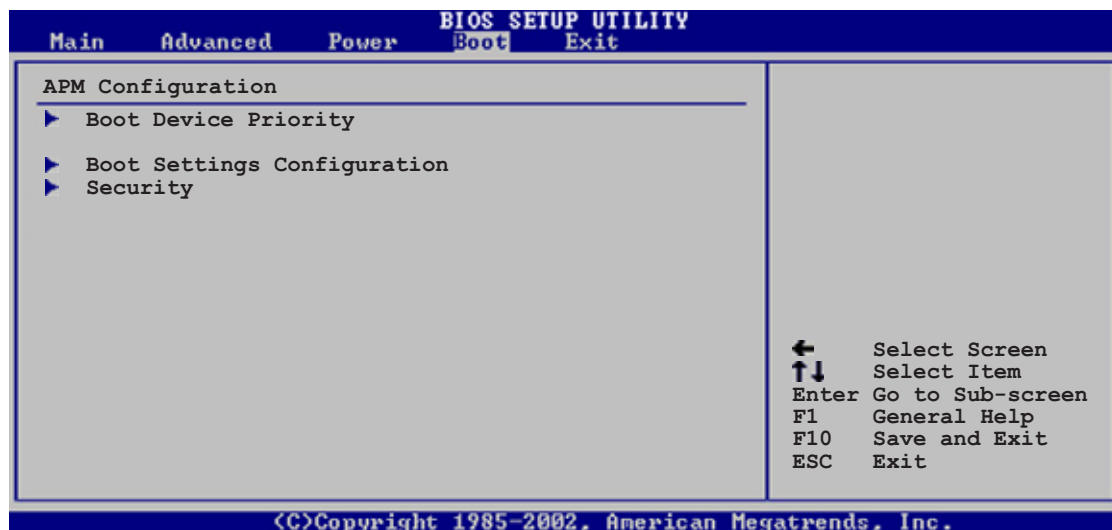 BIOS SETUP UTILITY
Main Advanced Power Boot Exit
APM Configuration
Boot Device Priority
Boot Settings Configuration
Security
← Select Screen
↑↓ Select Item
Enter Go to Sub-screen
F1 General Help
F10 Save and Exit
ESC Exit
(C)Copyright 1985-2002, American Megatrends, Inc.